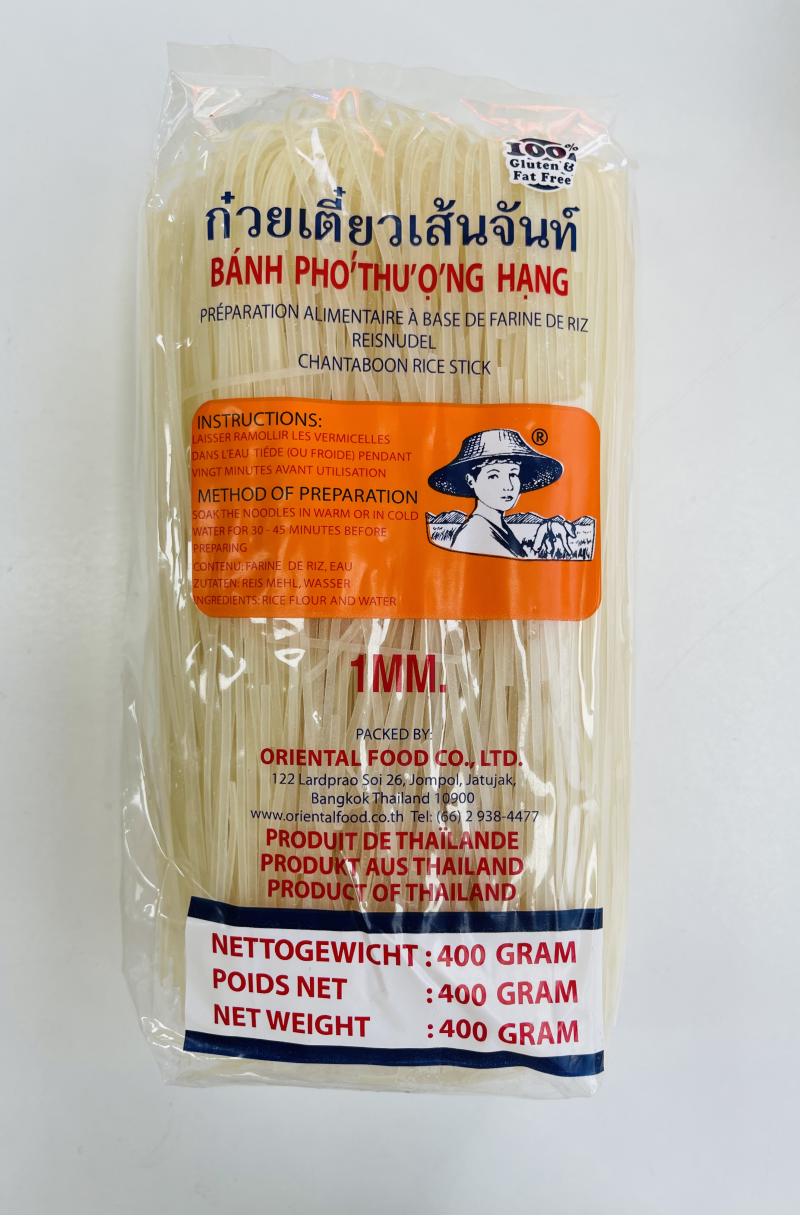 100%
Gluten &
Fat Free
ก๋วยเตี๋ยวเส้นจันท์
BÁNH PHO'THU'Ọ'NG HẠNG
PRÉPARATION ALIMENTAIRE À BASE DE FARINE DE RIZ
REISNUDEL
CHANTABOON RICE STICK
INSTRUCTIONS:
LAISSER RAMOLLIR LES VERMICELLES
DANS L'EAU TIÉDE (OU FROIDE) PENDANT
VINGT MINUTES AVANT UTILISATION
METHOD OF PREPARATION
SOAK THE NOODLES IN WARM OR IN COLD
WATER FOR 30 - 45 MINUTES BEFORE
PREPARING
CONTENU: FARINE DE RIZ, EAU
ZUTATEN: REIS MEHL, WASSER
INGREDIENTS: RICE FLOUR AND WATER
®
1MM.
PACKED BY:
ORIENTAL FOOD CO., LTD.
122 Lardprao Soi 26, Jompol, Jatujak,
Bangkok Thailand 10900
www.orientalfood.co.th Tel: (66) 2 938-4477
PRODUIT DE THAÏLANDE
PRODUKT AUS THAILAND
PRODUCT OF THAILAND
NETTOGEWICHT : 400 GRAM
POIDS NET : 400 GRAM
NET WEIGHT : 400 GRAM